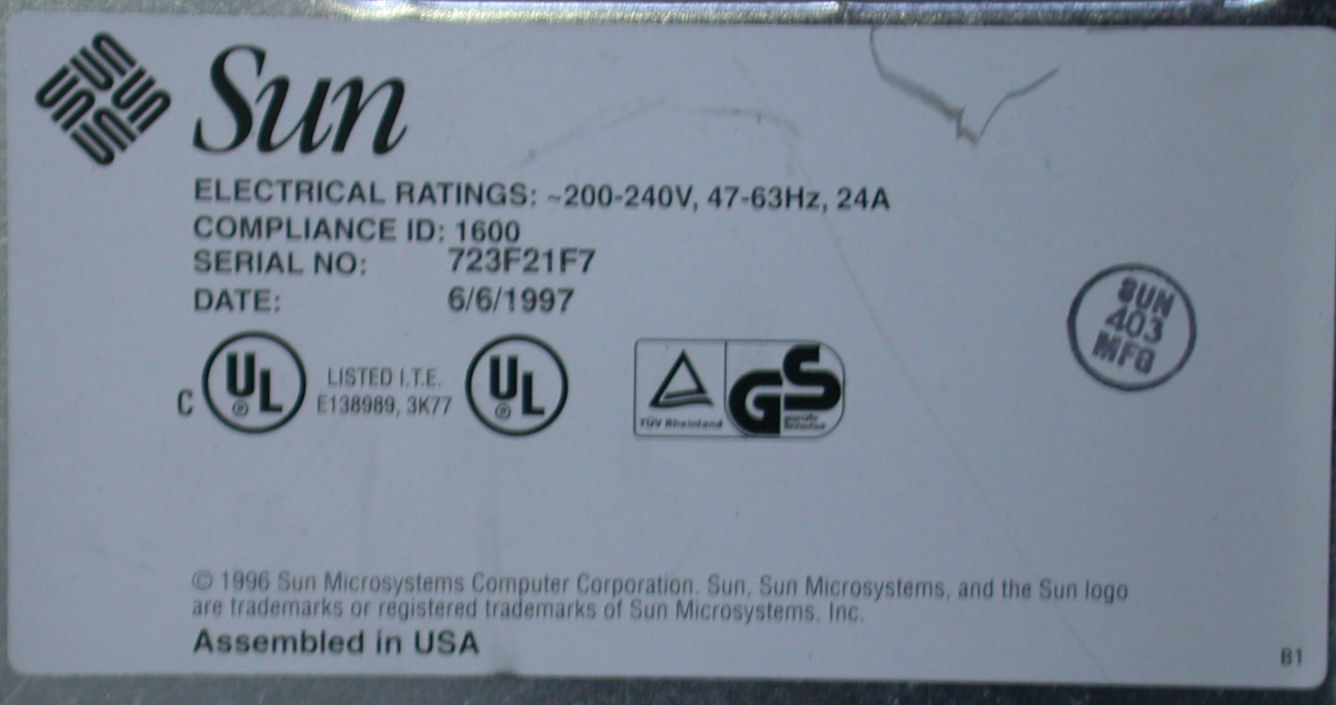 Sun
ELECTRICAL RATINGS: ~200-240V, 47-63Hz, 24A
COMPLIANCE ID: 1600
SERIAL NO: 723F21F7
DATE: 6/6/1997
SUN
403
MFG
C UL ® LISTED I.T.E. UL ®
E138989, 3K77
TÜV Rheinland GS geprüfte Sicherheit
© 1996 Sun Microsystems Computer Corporation. Sun, Sun Microsystems, and the Sun logo
are trademarks or registered trademarks of Sun Microsystems, Inc.
Assembled in USA
B1